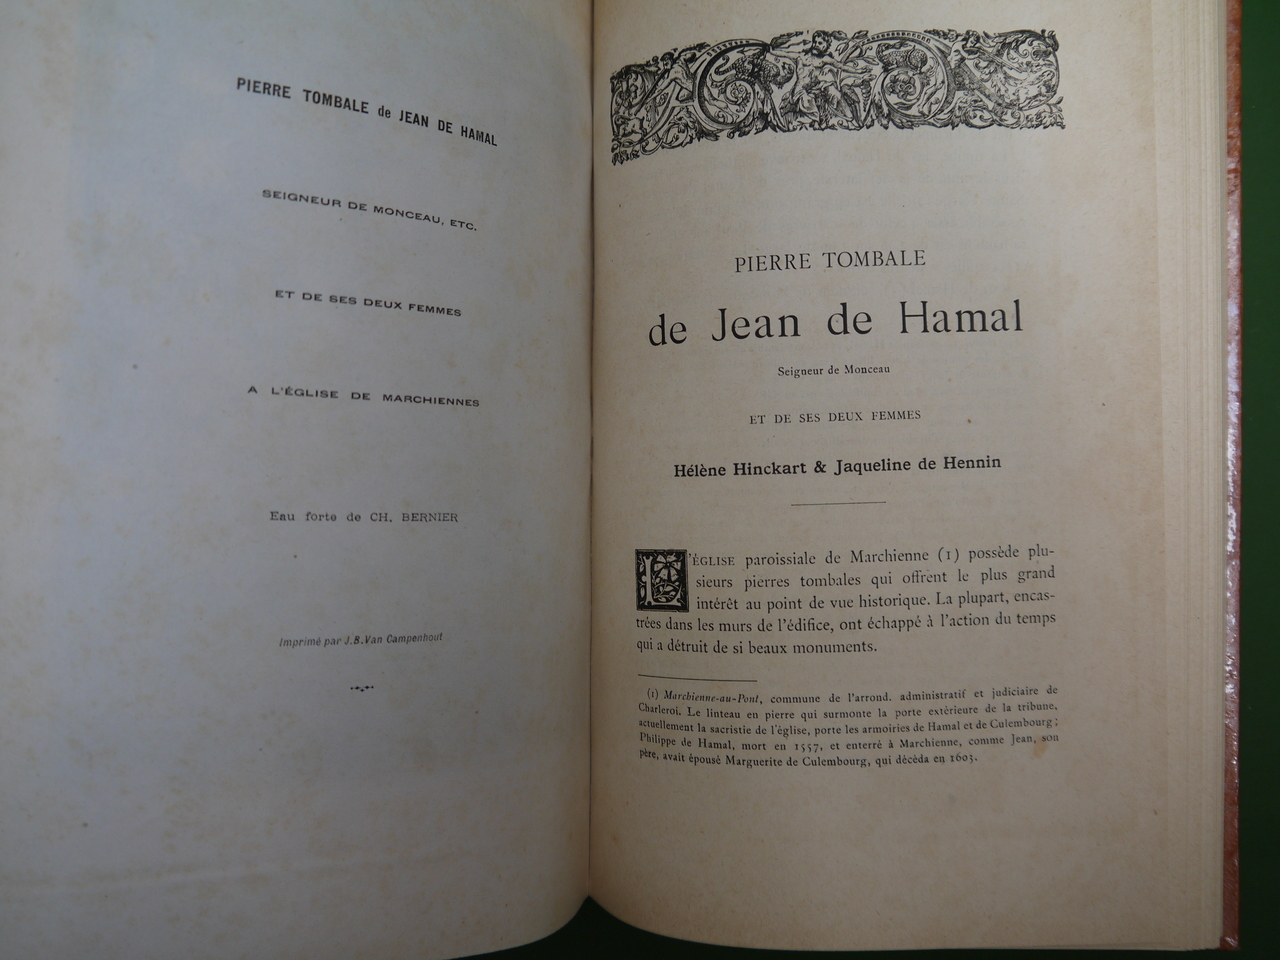 PIERRE TOMBALE de JEAN DE HAMAL
SEIGNEUR DE MONCEAU, ETC.
ET DE SES DEUX FEMMES
A L'ÉGLISE DE MARCHIENNES
Eau forte de CH. BERNIER
Imprimé par J.B. Van Campenhout
PIERRE TOMBALE
de Jean de Hamal
Seigneur de Monceau
ET DE SES DEUX FEMMES
Hélène Hinckart & Jaqueline de Hennin
L'ÉGLISE paroissiale de Marchienne (1) possède plu-
sieurs pierres tombales qui offrent le plus grand
intérêt au point de vue historique. La plupart, encas-
trées dans les murs de l'édifice, ont échappé à l'action du temps
qui a détruit de si beaux monuments.
(1) Marchienne-au-Pont, commune de l'arrond. administratif et judiciaire de
Charleroi. Le linteau en pierre qui surmonte la porte extérieure de la tribune,
actuellement la sacristie de l'église, porte les armoiries de Hamal et de Culembourg ;
Philippe de Hamal, mort en 1557, et enterré à Marchienne, comme Jean, son
père, avait épousé Marguerite de Culembourg, qui décéda en 1603.